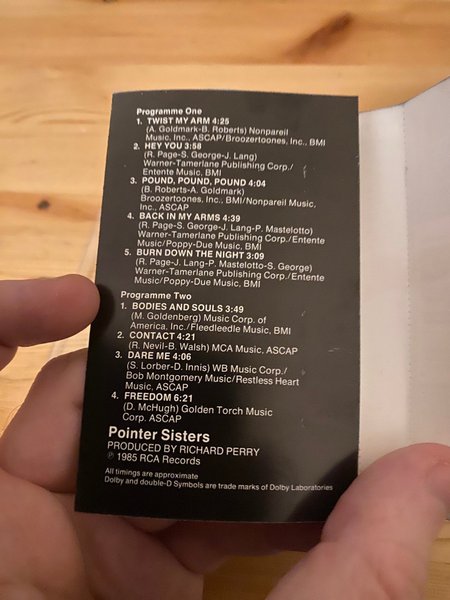 Programme One
1. TWIST MY ARM 4:25
(A. Goldmark-B. Roberts) Nonpareil
Music, Inc., ASCAP/Broozertoones, Inc., BMI
2. HEY YOU 3:58
(R. Page-S. George-J. Lang)
Warner-Tamerlane Publishing Corp./
Entente Music, BMI
3. POUND, POUND, POUND 4:04
(B. Roberts-A. Goldmark)
Broozertoones, Inc., BMI/Nonpareil Music,
Inc., ASCAP
4. BACK IN MY ARMS 4:39
(R. Page-S. George-J. Lang-P. Mastelotto)
Warner-Tamerlane Publishing Corp./Entente
Music/Poppy-Due Music, BMI
5. BURN DOWN THE NIGHT 3:09
(R. Page-J. Lang-P. Mastelotto-S. George)
Warner-Tamerlane Publishing Corp./Entente
Music/Poppy-Due Music, BMI
Programme Two
1. BODIES AND SOULS 3:49
(M. Goldenberg) Music Corp. of
America, Inc./Fleedleedle Music, BMI
2. CONTACT 4:21
(R. Nevil-B. Walsh) MCA Music, ASCAP
3. DARE ME 4:06
(S. Lorber-D. Innis) WB Music Corp./
Bob Montgomery Music/Restless Heart
Music, ASCAP
4. FREEDOM 6:21
(D. McHugh) Golden Torch Music
Corp. ASCAP
Pointer Sisters
PRODUCED BY RICHARD PERRY
℗ 1985 RCA Records
All timings are approximate
Dolby and double-D Symbols are trade marks of Dolby Laboratories